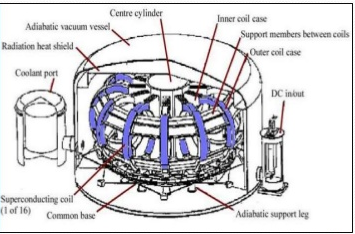 Centre cylinder
Adiabatic vacuum vessel
Inner coil case
Support members between coils
Radiation heat shield
Outer coil case
Coolant port
DC in/out
Superconducting coil
(1 of 16)
Common base
Adiabatic support leg